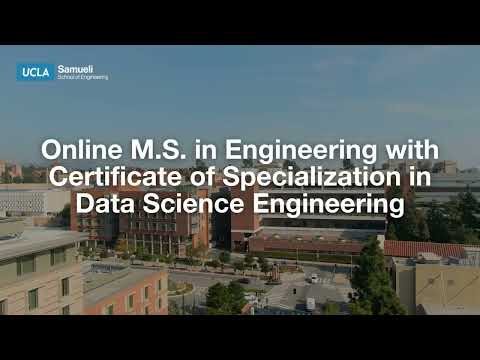 UCLA Samueli
School of Engineering
Online M.S. in Engineering with
Certificate of Specialization in
Data Science Engineering